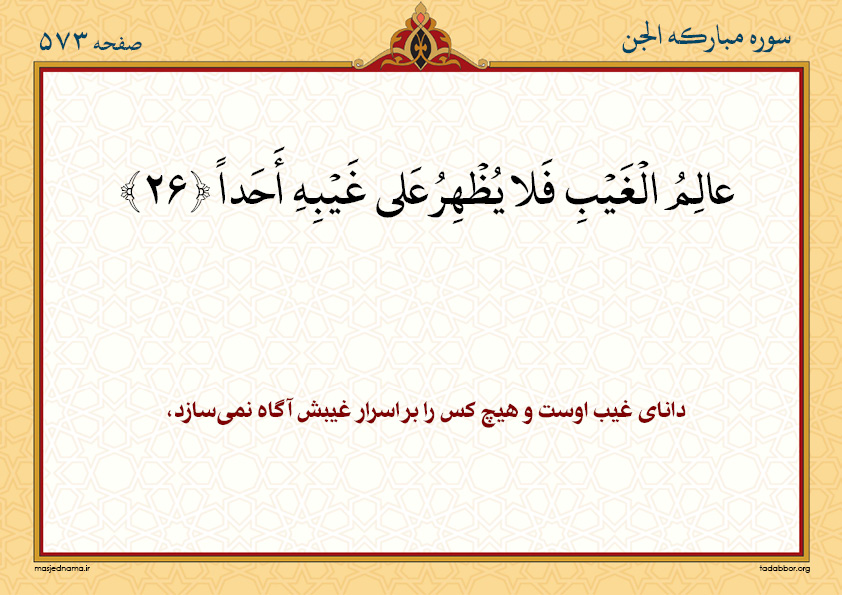 سوره مبارکه الجن
صفحه ۵۷۳
عالِمُ الْغَيْبِ فَلا يُظْهِرُ عَلى غَيْبِهِ أَحَداً ﴿۲۶﴾
دانای غیب اوست و هیچ کس را بر اسرار غیبش آگاه نمی‌سازد،
masjednama.ir
tadabbor.org